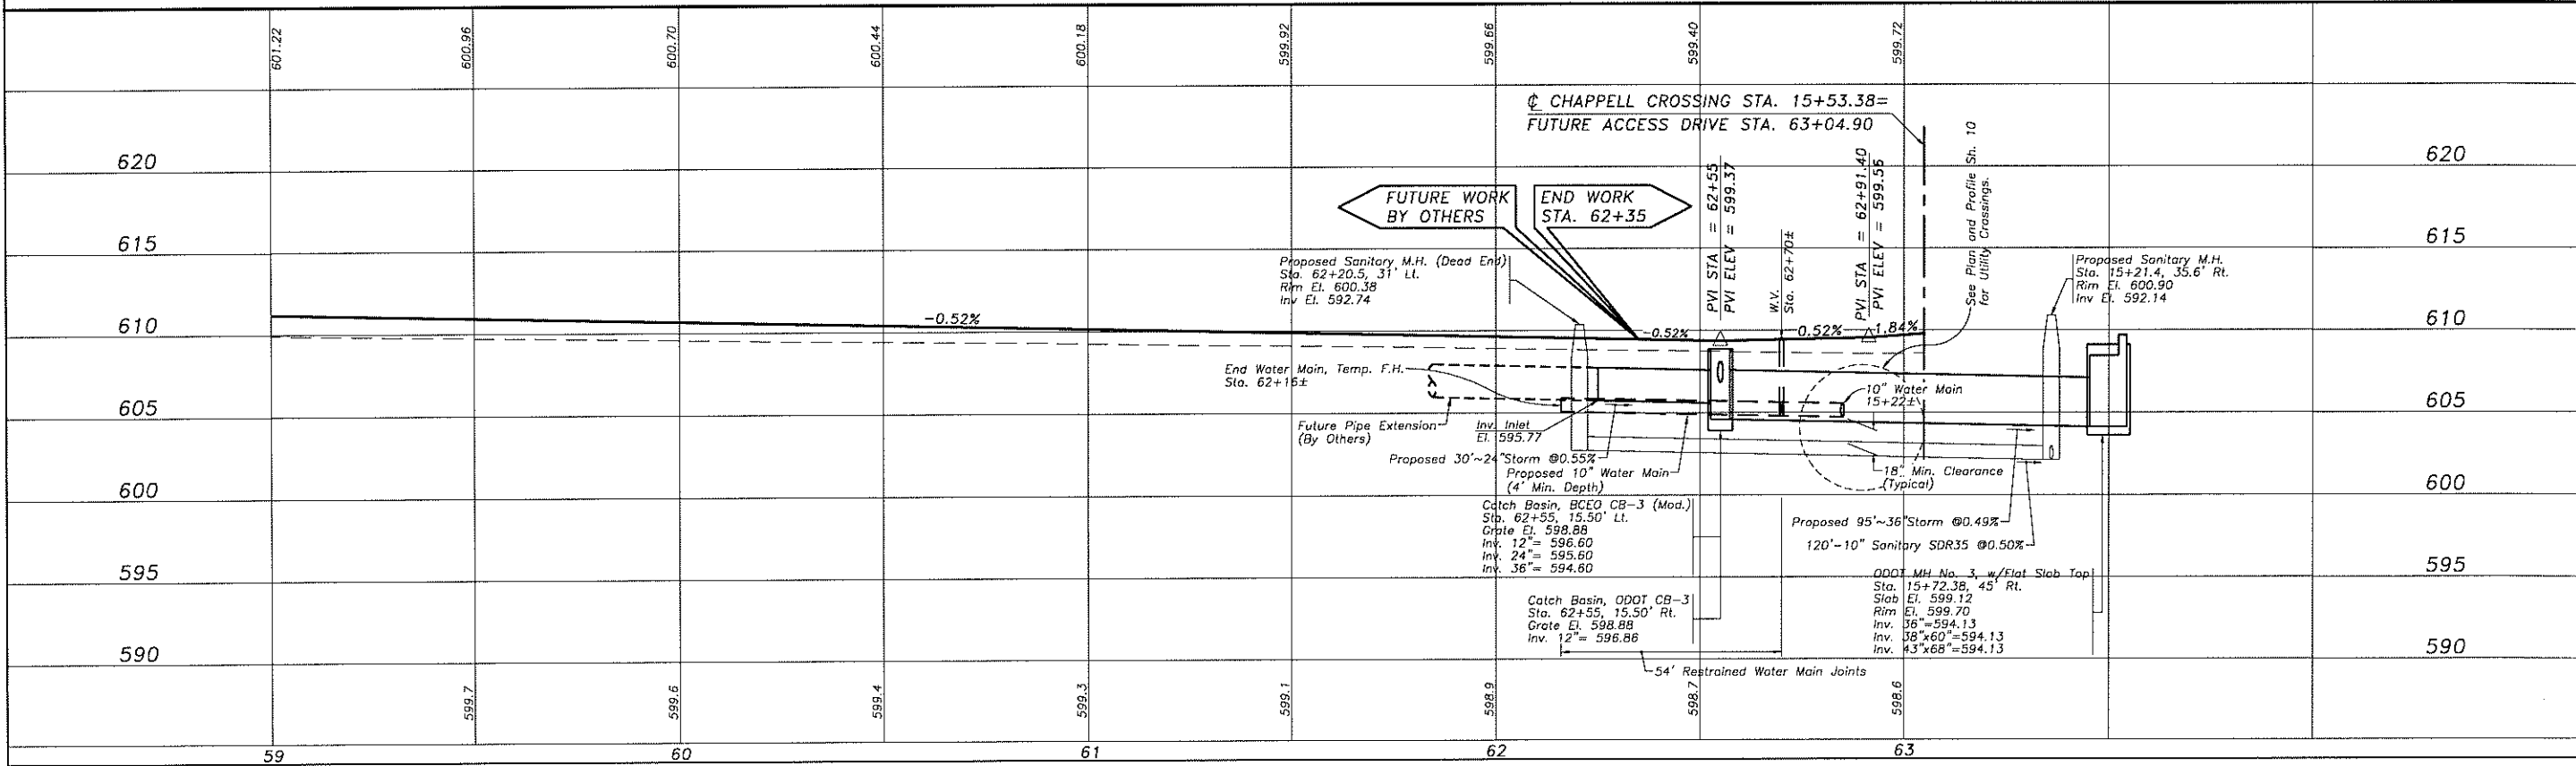 601.22
600.96
600.70
600.44
600.18
599.92
599.66
599.40
599.72
℄ CHAPPELL CROSSING STA. 15+53.38=
FUTURE ACCESS DRIVE STA. 63+04.90
620
620
FUTURE WORK
BY OTHERS
END WORK
STA. 62+35
PVI STA = 62+55
PVI ELEV = 599.37
W.V.
Sta. 62+70±
PVI STA = 62+91.40
PVI ELEV = 599.56
See Plan and Profile Sh. 10
for Utility Crossings.
615
615
Proposed Sanitary M.H. (Dead End)
Sta. 62+20.5, 31' Lt.
Rim El. 600.38
Inv El. 592.74
Proposed Sanitary M.H.
Sta. 15+21.4, 35.6' Rt.
Rim El. 600.90
Inv El. 592.14
610
-0.52%
-0.52%
0.52%
1.84%
610
End Water Main, Temp. F.H.
Sta. 62+16±
10" Water Main
15+22±
605
605
Future Pipe Extension
(By Others)
Inv. Inlet
El. 595.77
Proposed 30'~24"Storm @0.55%
Proposed 10" Water Main
(4' Min. Depth)
18" Min. Clearance
(Typical)
600
600
Catch Basin, BCEO CB-3 (Mod.)
Sta. 62+55, 15.50' Lt.
Grate El. 598.88
Inv. 12"= 596.60
Inv. 24"= 595.60
Inv. 36"= 594.60
Proposed 95'~36"Storm @0.49%
120'-10" Sanitary SDR35 @0.50%
595
595
ODOT MH No. 3, w/Flat Slab Top
Sta. 15+72.38, 45' Rt.
Slab El. 599.12
Rim El. 599.70
Inv. 36"=594.13
Inv. 38"x60"=594.13
Inv. 43"x68"=594.13
Catch Basin, ODOT CB-3
Sta. 62+55, 15.50' Rt.
Grate El. 598.88
Inv. 12"= 596.86
590
590
54' Restrained Water Main Joints
599.7
599.6
599.4
599.3
599.1
598.9
598.7
598.6
59
60
61
62
63